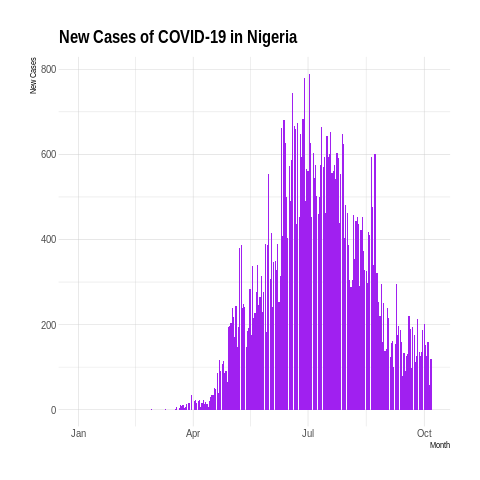 New Cases of COVID-19 in Nigeria
New Cases
800
600
400
200
0
Jan
Apr
Jul
Oct
Month